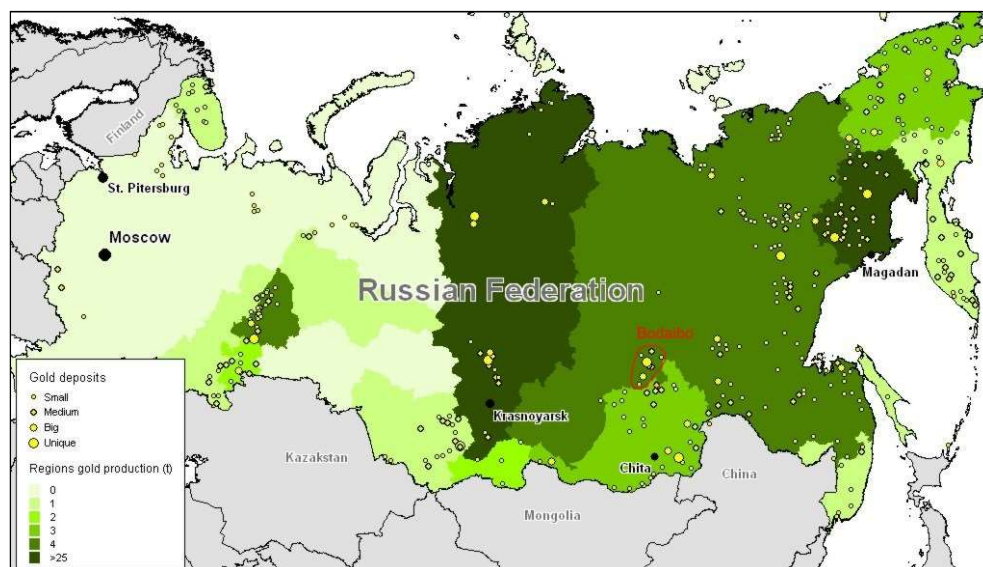 Finland
St. Pitersburg
Moscow
Russian Federation
Magadan
Bodaibo
Krasnoyarsk
Chita
Kazakstan
China
Mongolia
Gold deposits
Small
Medium
Big
Unique
Regions gold production (t)
0
1
2
3
4
>25